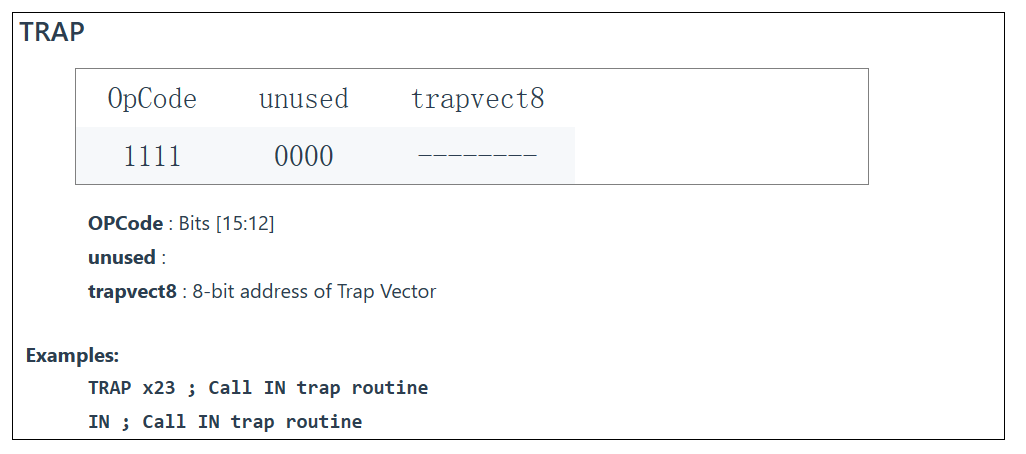 TRAP
OpCode unused trapvect8
1111 0000 --------
OPCode : Bits [15:12]
unused :
trapvect8 : 8-bit address of Trap Vector
Examples:
TRAP x23 ; Call IN trap routine
IN ; Call IN trap routine